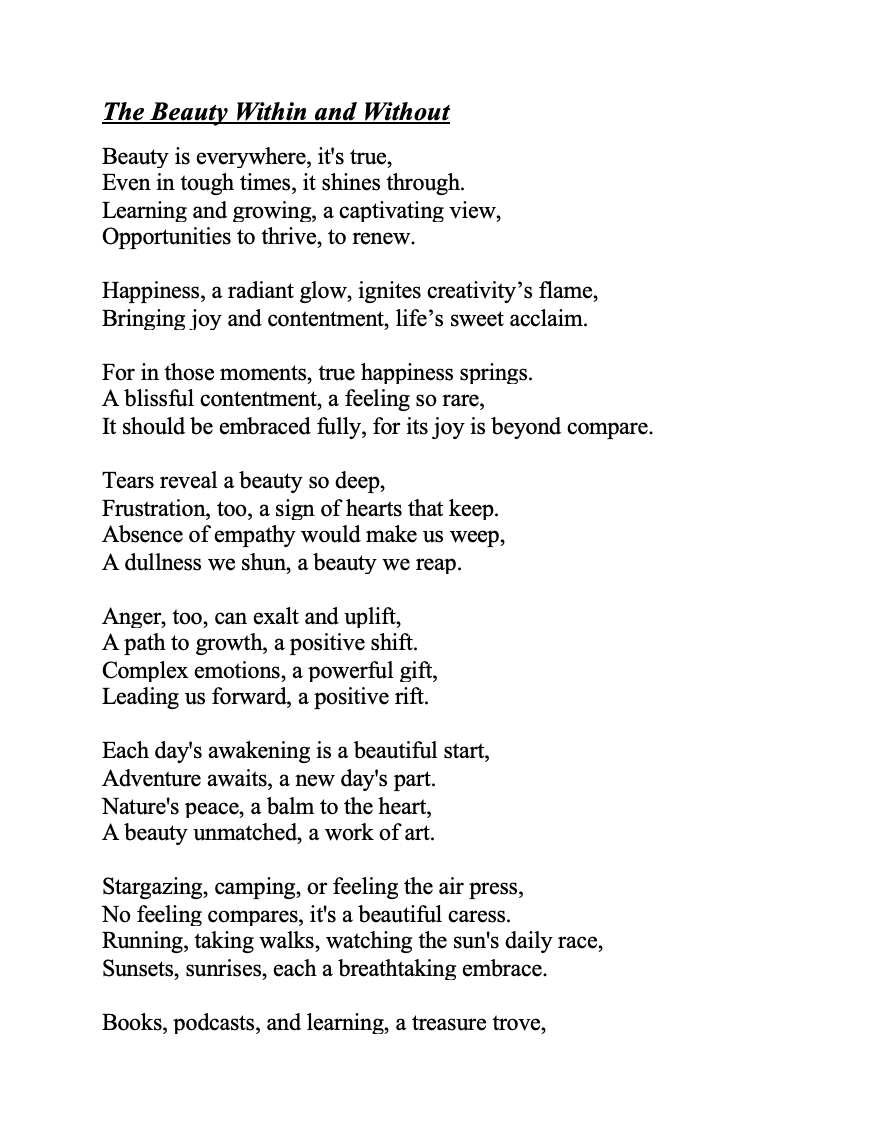 The Beauty Within and Without
Beauty is everywhere, it's true,
Even in tough times, it shines through.
Learning and growing, a captivating view,
Opportunities to thrive, to renew.
Happiness, a radiant glow, ignites creativity’s flame,
Bringing joy and contentment, life’s sweet acclaim.
For in those moments, true happiness springs.
A blissful contentment, a feeling so rare,
It should be embraced fully, for its joy is beyond compare.
Tears reveal a beauty so deep,
Frustration, too, a sign of hearts that keep.
Absence of empathy would make us weep,
A dullness we shun, a beauty we reap.
Anger, too, can exalt and uplift,
A path to growth, a positive shift.
Complex emotions, a powerful gift,
Leading us forward, a positive rift.
Each day's awakening is a beautiful start,
Adventure awaits, a new day's part.
Nature's peace, a balm to the heart,
A beauty unmatched, a work of art.
Stargazing, camping, or feeling the air press,
No feeling compares, it's a beautiful caress.
Running, taking walks, watching the sun's daily race,
Sunsets, sunrises, each a breathtaking embrace.
Books, podcasts, and learning, a treasure trove,